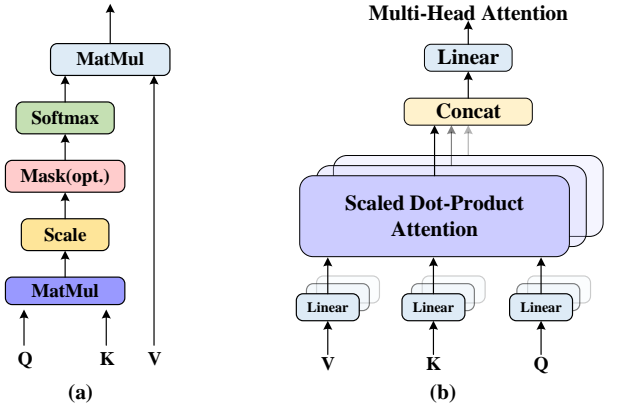 MatMul
Softmax
Mask(opt.)
Scale
MatMul
Q K V
(a)
Multi-Head Attention
Linear
Concat
Scaled Dot-Product
Attention
Linear Linear Linear
V K Q
(b)